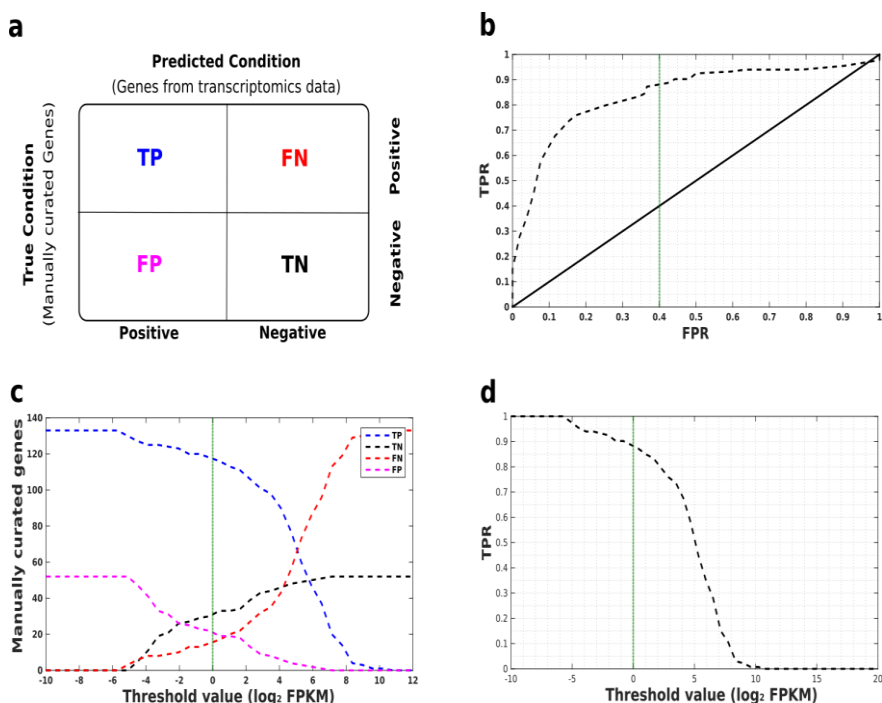 a
Predicted Condition
(Genes from transcriptomics data)
True Condition
(Manually curated Genes)
TP
FN
FP
TN
Positive
Negative
Positive
Negative
b
1
0.9
0.8
0.7
0.6
0.5
0.4
0.3
0.2
0.1
0
TPR
0 0.1 0.2 0.3 0.4 0.5 0.6 0.7 0.8 0.9 1
FPR
c
140
120
100
80
60
40
20
0
Manually curated genes
TP
TN
FN
FP
-10 -8 -6 -4 -2 0 2 4 6 8 10 12
Threshold value (log₂ FPKM)
d
1
0.9
0.8
0.7
0.6
0.5
0.4
0.3
0.2
0.1
0
TPR
-10 -5 0 5 10 15 20
Threshold value (log₂ FPKM)